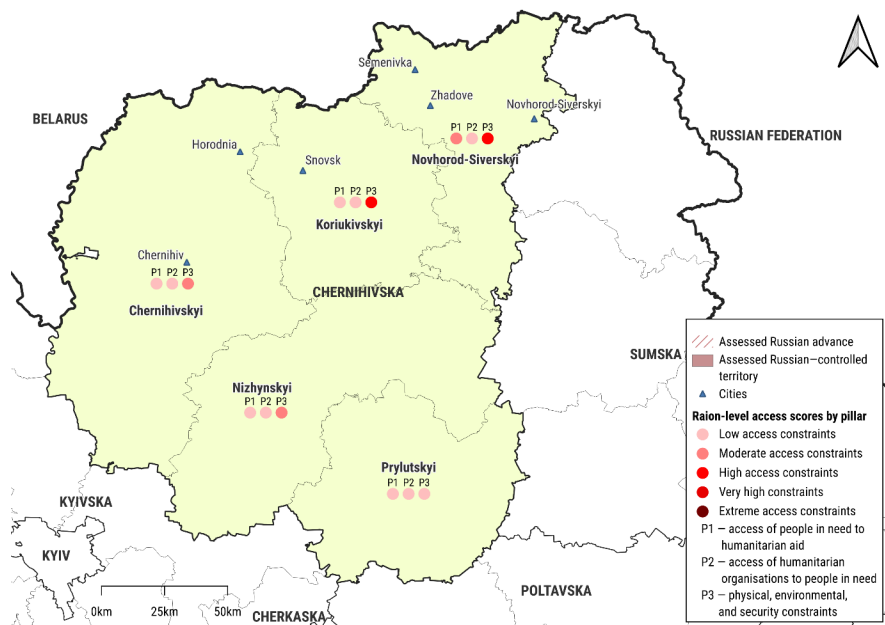 Semenivka
Zhadove
Novhorod-Siverskyi
BELARUS
RUSSIAN FEDERATION
P1 P2 P3
Novhorod-Siverskyi
Horodnia
Snovsk
P1 P2 P3
Koriukivskyi
Chernihiv
P1 P2 P3
Chernihivskyi
CHERNIHIVSKA
SUMSKA
Nizhynskyi
P1 P2 P3
Prylutskyi
P1 P2 P3
KYIVSKA
KYIV
POLTAVSKA
CHERKASKA
0km 25km 50km
Assessed Russian advance
Assessed Russian–controlled
territory
Cities
Raion-level access scores by pillar
Low access constraints
Moderate access constraints
High access constraints
Very high constraints
Extreme access constraints
P1 – access of people in need to
humanitarian aid
P2 – access of humanitarian
organisations to people in need
P3 – physical, environmental,
and security constraints